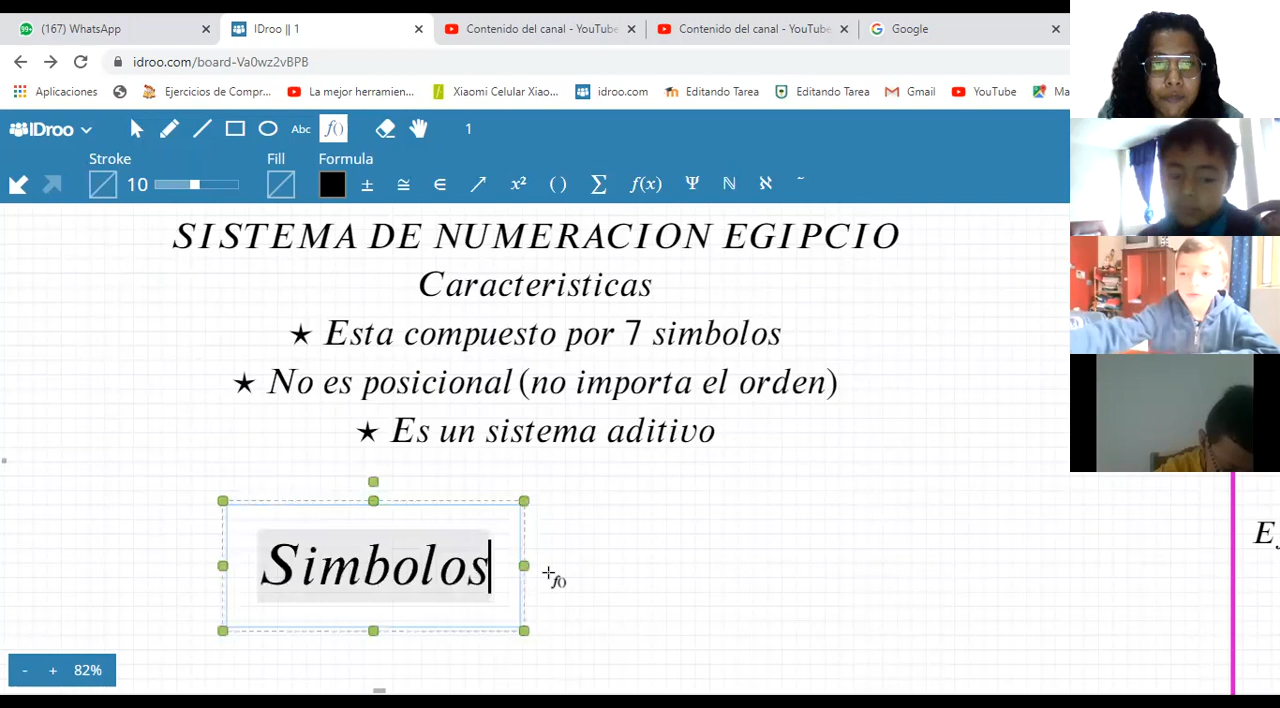 99+ (167) WhatsApp
IDroo || 1
Contenido del canal - YouTube
Contenido del canal - YouTube
Google
idroo.com/board-Va0wz2vBPB
Aplicaciones
Ejercicios de Compr...
La mejor herramien...
Xiaomi Celular Xiao...
idroo.com
Editando Tarea
Editando Tarea
Gmail
YouTube
Ma
IDroo
Abc
f()
1
Stroke
Fill
Formula
10
± ≅ ∈ x² ( ) Σ f(x) Ψ ℕ ℵ ~
SISTEMA DE NUMERACION EGIPCIO
Caracteristicas
★ Esta compuesto por 7 simbolos
★ No es posicional (no importa el orden)
★ Es un sistema aditivo
Simbolos
f()
- + 82%